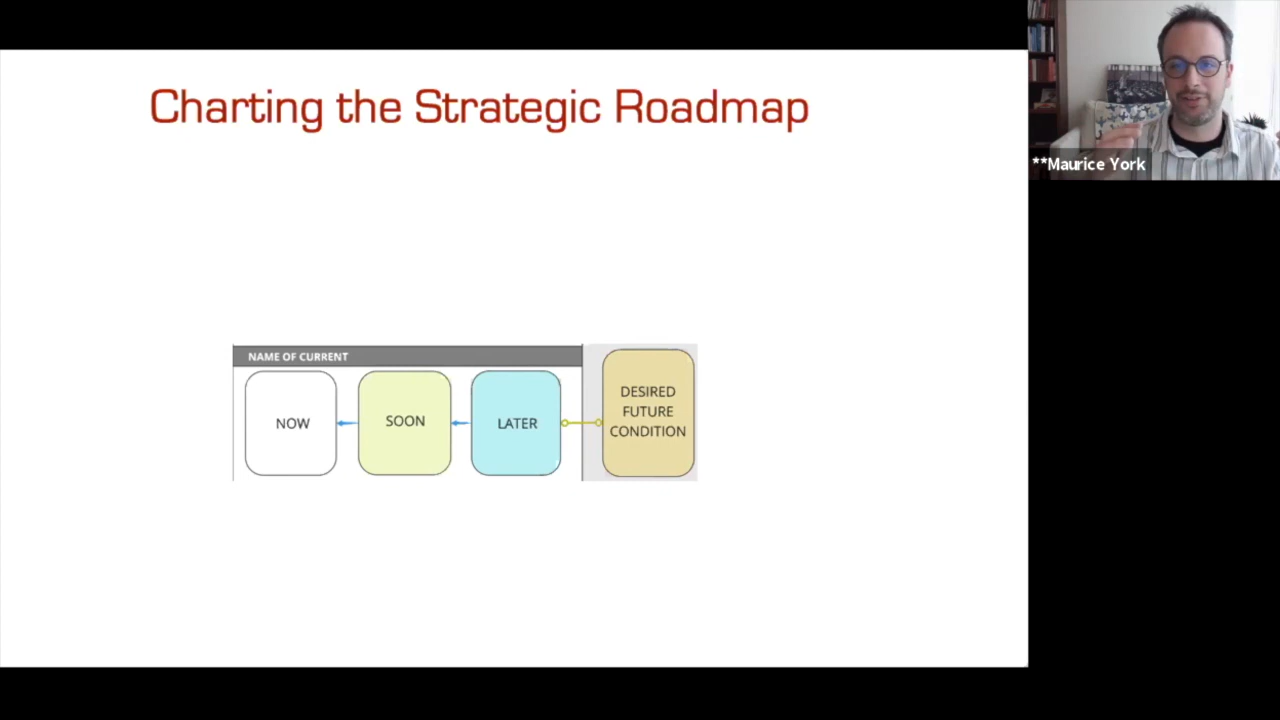 Charting the Strategic Roadmap
**Maurice York
NAME OF CURRENT
NOW
SOON
LATER
DESIRED
FUTURE
CONDITION